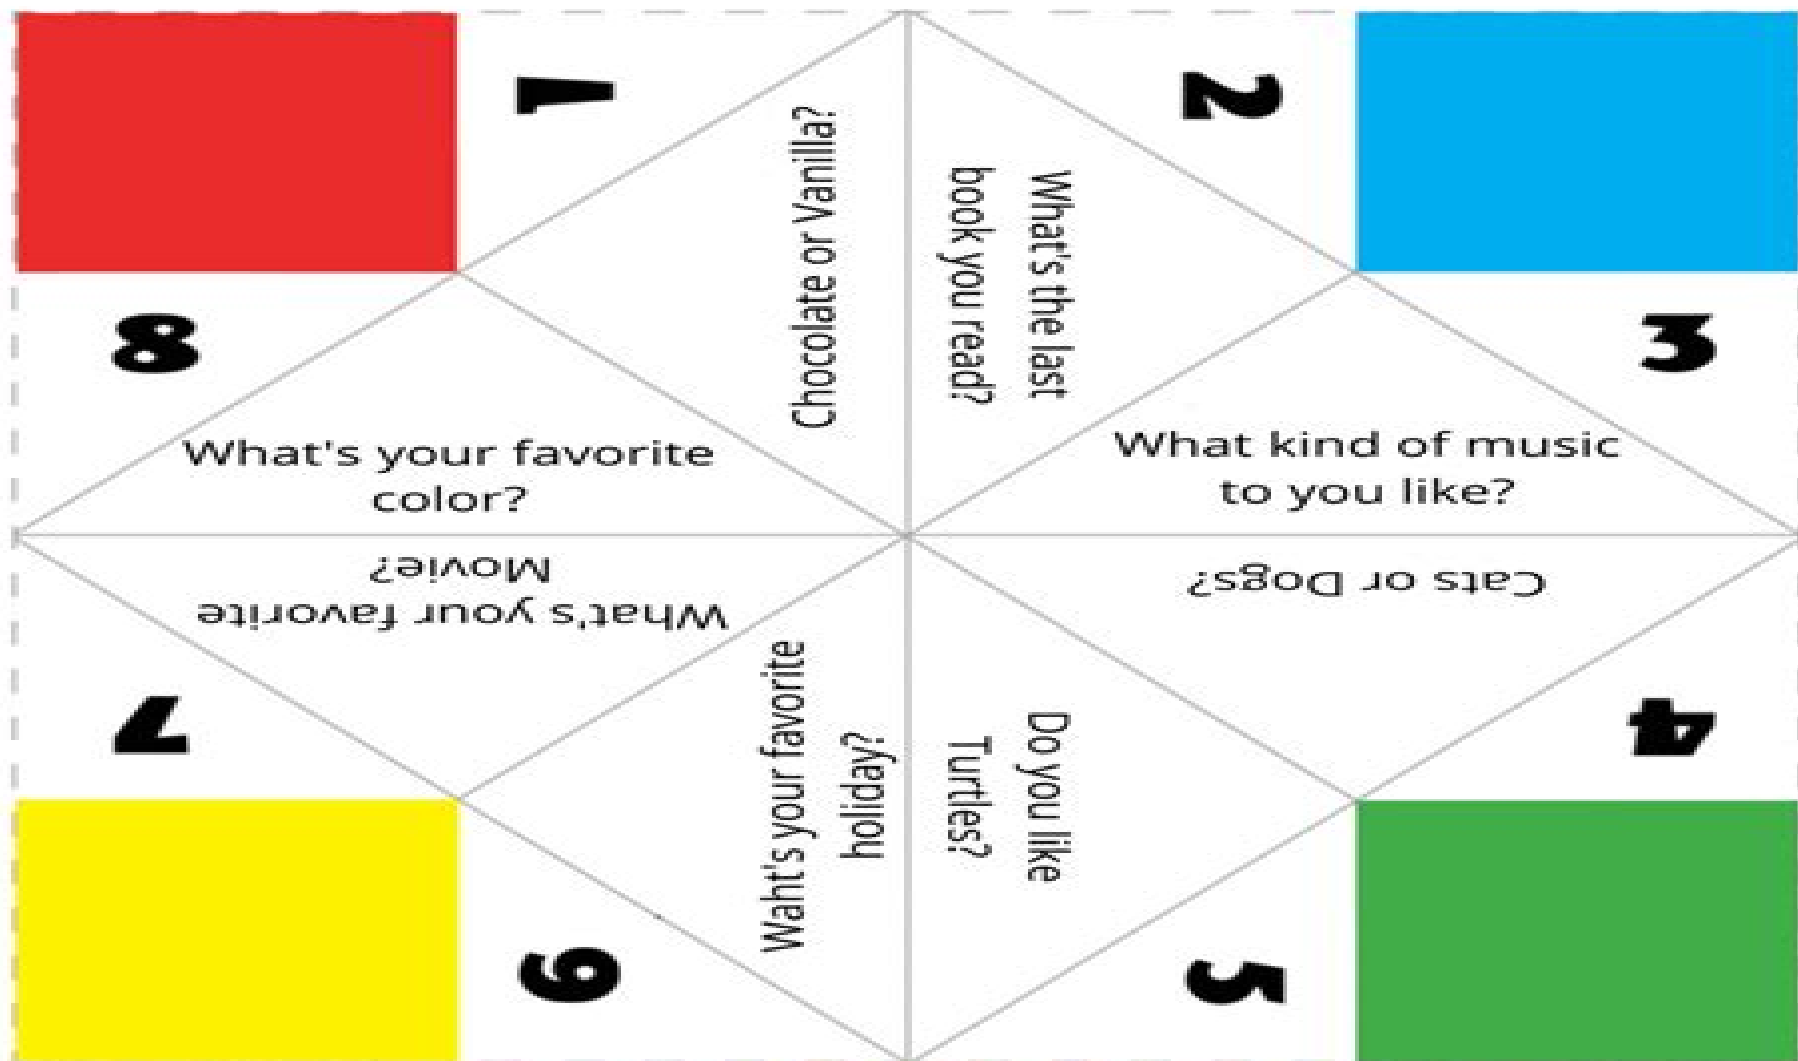 1
Chocolate or Vanilla?
2
What's the last
book you read?
3
What kind of music
to you like?
8
What's your favorite
color?
What's your favorite
Movie?
7
Waht's your favorite
holiday?
6
Cats or Dogs?
4
Do you like
Turtles?
5